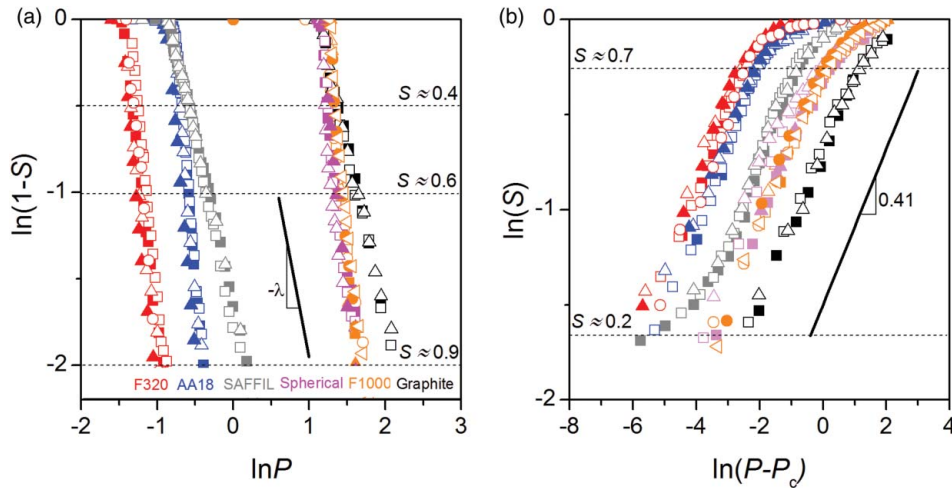 (a)
0
-1
-2
ln(1-S)
S≈0.4
S≈0.6
-λ
S≈0.9
F320 AA18 SAFFIL Spherical F1000 Graphite
-2 -1 0 1 2 3
lnP
(b)
0
-1
-2
ln(S)
S≈0.7
0.41
S≈0.2
-8 -6 -4 -2 0 2 4
ln(P-Pc)